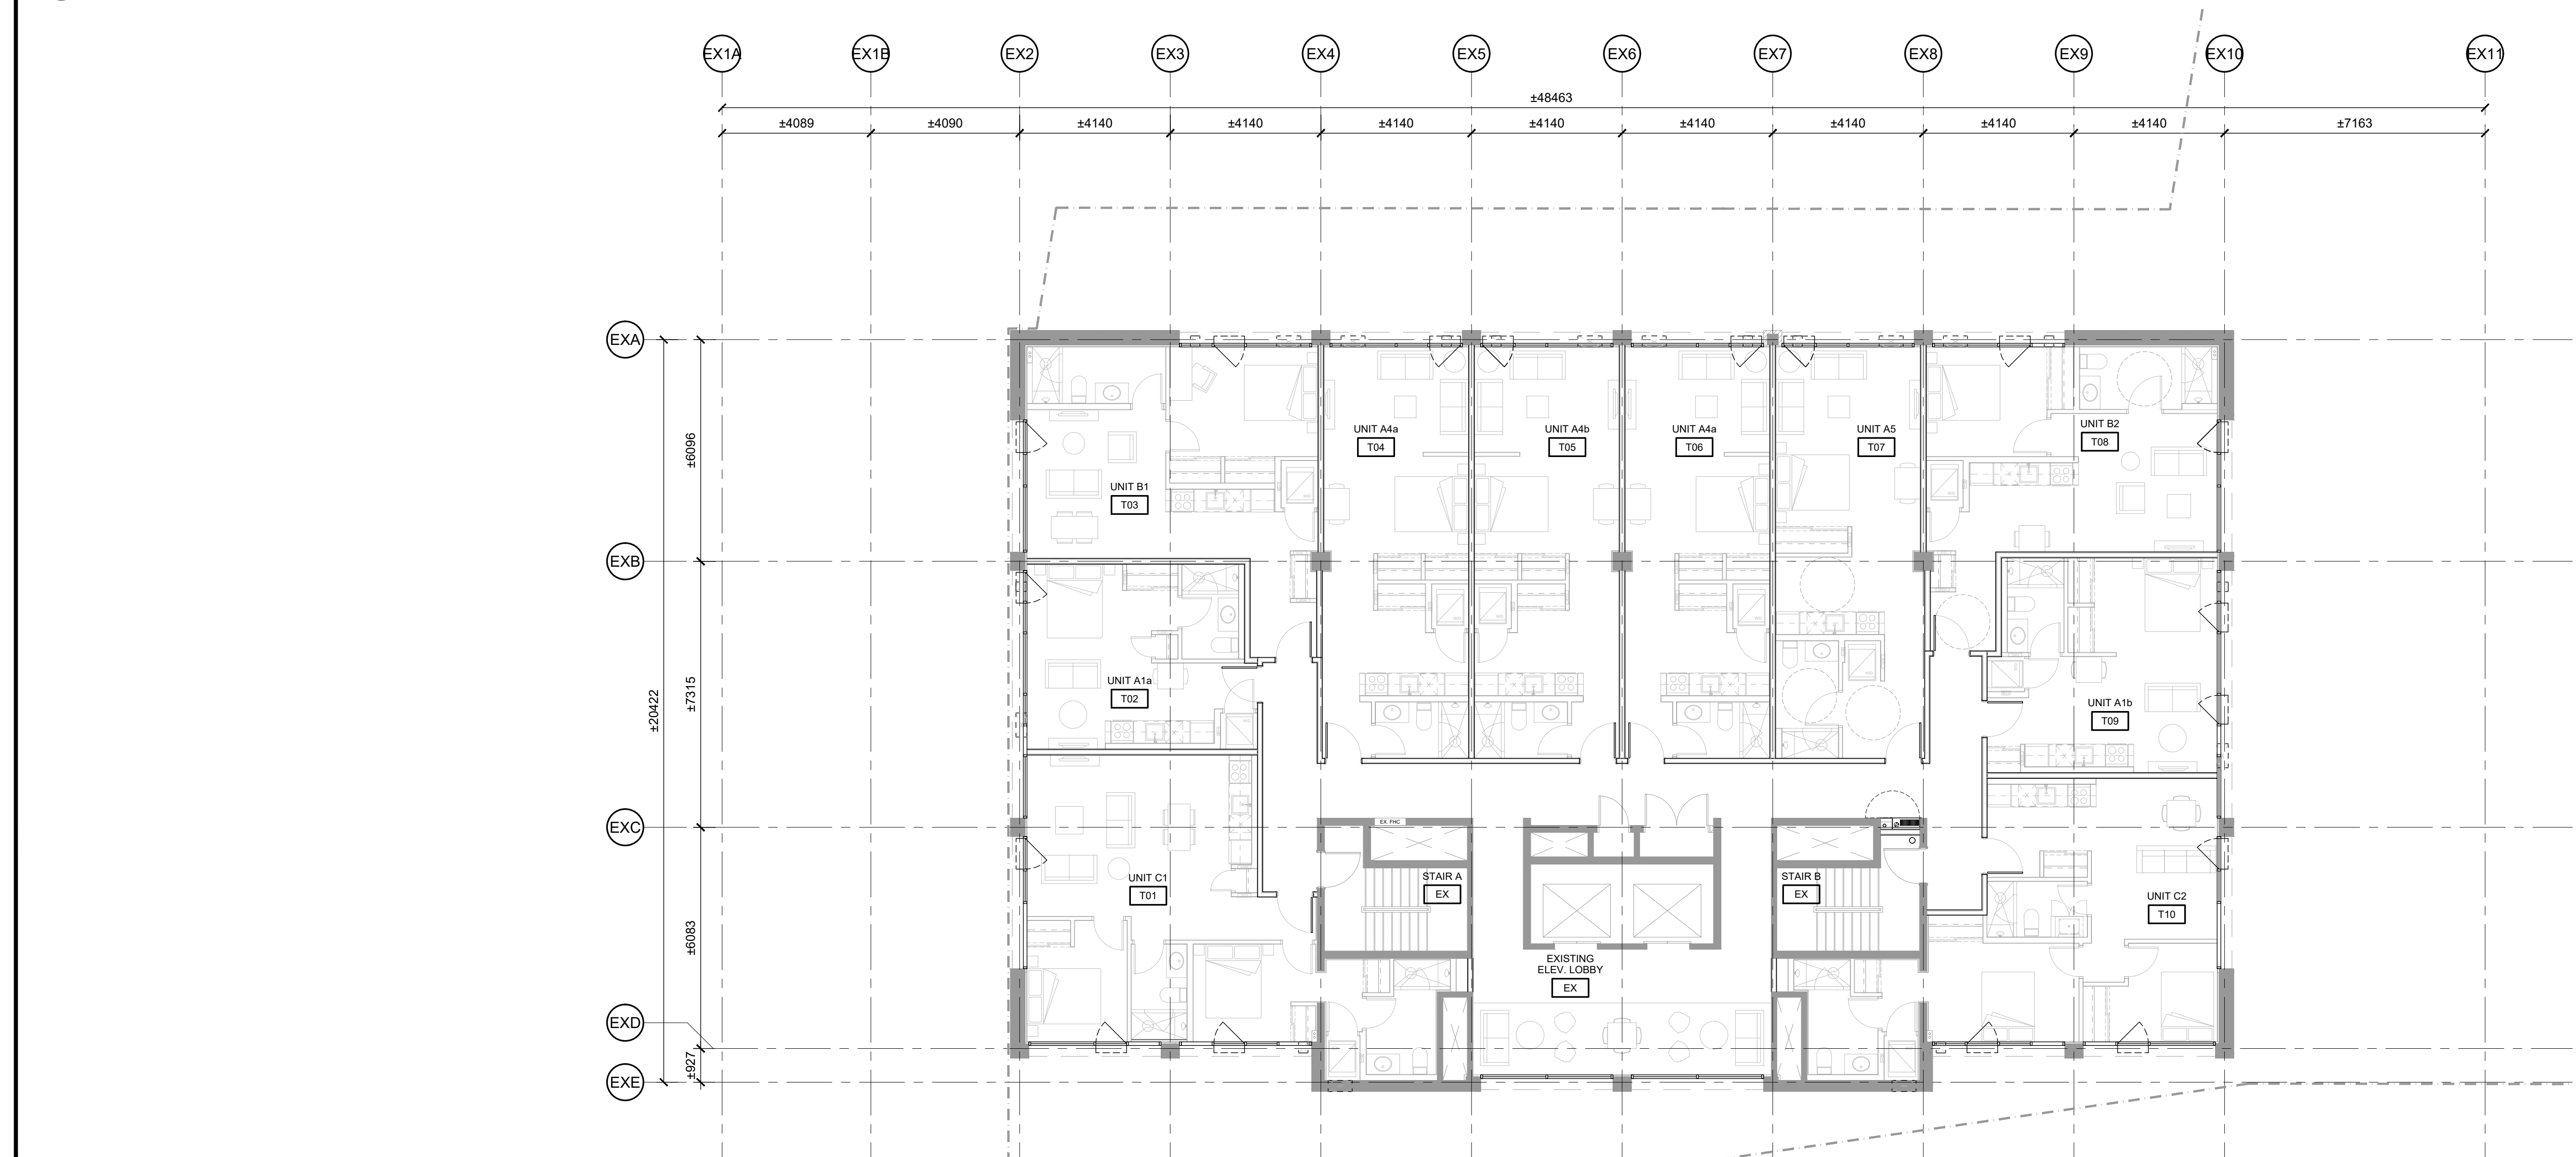 EX1A EX1B EX2 EX3 EX4 EX5 EX6 EX7 EX8 EX9 EX10 EX11
±48463
±4089 ±4090 ±4140 ±4140 ±4140 ±4140 ±4140 ±4140 ±4140 ±4140 ±7163
EXA
EXB
EXC
EXD
EXE
±20422
±6096
±7315
±6083
±927
UNIT B1
T03
UNIT A4a
T04
UNIT A4b
T05
UNIT A4a
T06
UNIT A5
T07
UNIT B2
T08
UNIT A1a
T02
UNIT A1b
T09
EX. FHC
UNIT C1
T01
STAIR A
EX
STAIR B
EX
UNIT C2
T10
EXISTING
ELEV. LOBBY
EX